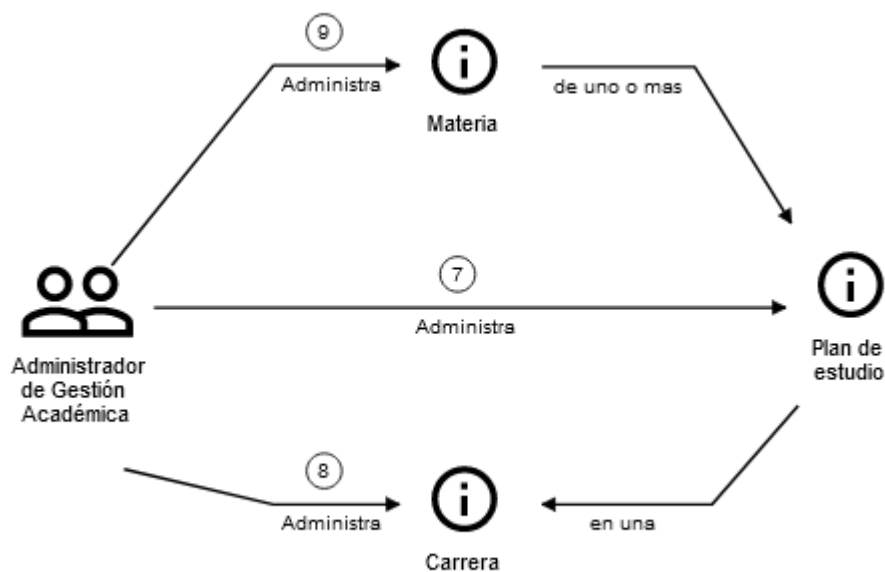 9
Administra
de uno o mas
Materia
7
Administra
Administrador
de Gestión
Académica
Plan de
estudio
8
Administra
en una
Carrera